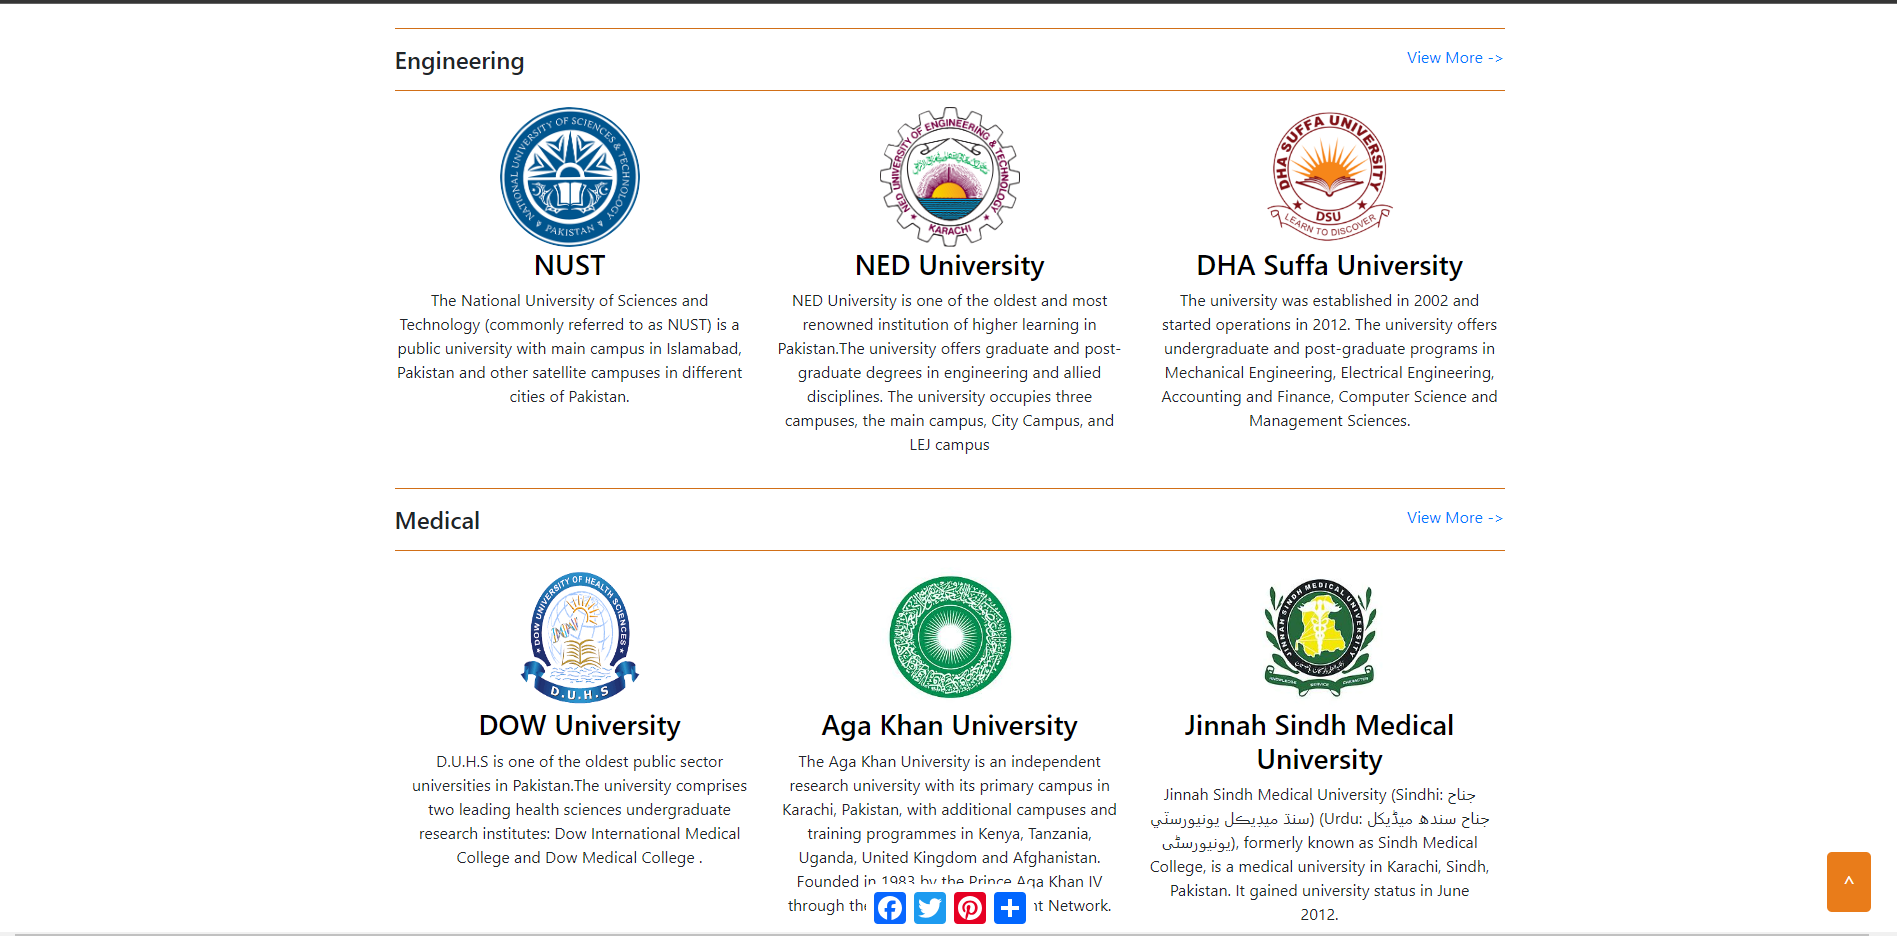 Engineering
View More ->
NATIONAL UNIVERSITY OF SCIENCES & TECHNOLOGY
PAKISTAN
NED UNIVERSITY OF ENGINEERING & TECHNOLOGY
KARACHI
DHA SUFFA UNIVERSITY
DSU
LEARN TO DISCOVER
NUST
The National University of Sciences and
Technology (commonly referred to as NUST) is a
public university with main campus in Islamabad,
Pakistan and other satellite campuses in different
cities of Pakistan.
NED University
NED University is one of the oldest and most
renowned institution of higher learning in
Pakistan.The university offers graduate and post-
graduate degrees in engineering and allied
disciplines. The university occupies three
campuses, the main campus, City Campus, and
LEJ campus
DHA Suffa University
The university was established in 2002 and
started operations in 2012. The university offers
undergraduate and post-graduate programs in
Mechanical Engineering, Electrical Engineering,
Accounting and Finance, Computer Science and
Management Sciences.
Medical
View More ->
DOW UNIVERSITY OF HEALTH SCIENCES
D.U.H.S
JINNAH SINDH MEDICAL UNIVERSITY
KNOWLEDGE SERVICE CHARACTER
DOW University
D.U.H.S is one of the oldest public sector
universities in Pakistan.The university comprises
two leading health sciences undergraduate
research institutes: Dow International Medical
College and Dow Medical College .
Aga Khan University
The Aga Khan University is an independent
research university with its primary campus in
Karachi, Pakistan, with additional campuses and
training programmes in Kenya, Tanzania,
Uganda, United Kingdom and Afghanistan.
Founded in 1983 by the Prince Aga Khan IV
through the nt Network.
Jinnah Sindh Medical
University
Jinnah Sindh Medical University (Sindhi: جناح
سنڌ ميڊيڪل يونيورسٽي) (Urdu: جناح سندھ میڈیکل
یونیورسٹی), formerly known as Sindh Medical
College, is a medical university in Karachi, Sindh,
Pakistan. It gained university status in June
2012.
^